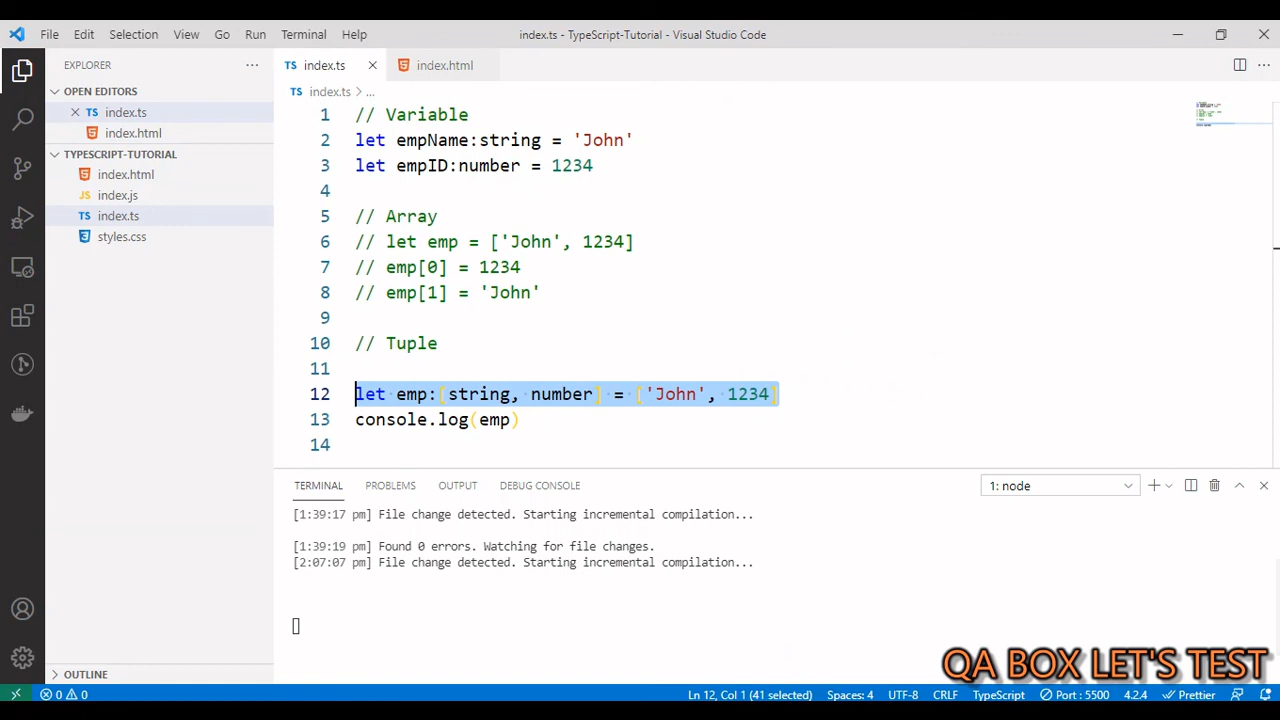 File Edit Selection View Go Run Terminal Help index.ts - TypeScript-Tutorial - Visual Studio Code
EXPLORER
OPEN EDITORS
TS index.ts
index.html
TYPESCRIPT-TUTORIAL
index.html
JS index.js
TS index.ts
styles.css
OUTLINE
TS index.ts
index.html
TS index.ts > ...
1 // Variable
2 let empName:string = 'John'
3 let empID:number = 1234
4
5 // Array
6 // let emp = ['John', 1234]
7 // emp[0] = 1234
8 // emp[1] = 'John'
9
10 // Tuple
11
12 let emp:[string, number] = ['John', 1234]
13 console.log(emp)
14
TERMINAL PROBLEMS OUTPUT DEBUG CONSOLE 1: node
[1:39:17 pm] File change detected. Starting incremental compilation...
[1:39:19 pm] Found 0 errors. Watching for file changes.
[2:07:07 pm] File change detected. Starting incremental compilation...
QA BOX LET'S TEST
0 0 Ln 12, Col 1 (41 selected) Spaces: 4 UTF-8 CRLF TypeScript Port : 5500 4.2.4 Prettier